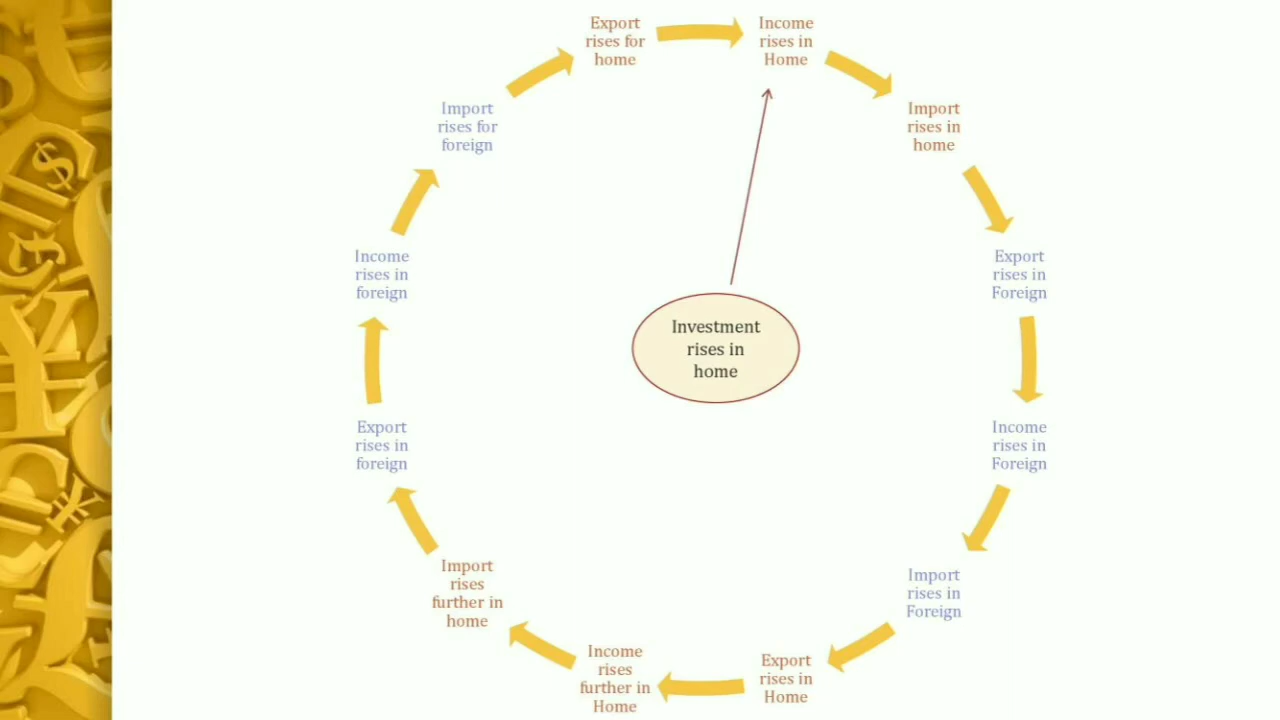 Export
rises for
home
Income
rises in
Home
Import
rises in
home
Export
rises in
Foreign
Income
rises in
Foreign
Import
rises in
Foreign
Export
rises in
Home
Income
rises
further in
Home
Import
rises
further in
home
Export
rises in
foreign
Income
rises in
foreign
Import
rises for
foreign
Investment
rises in
home